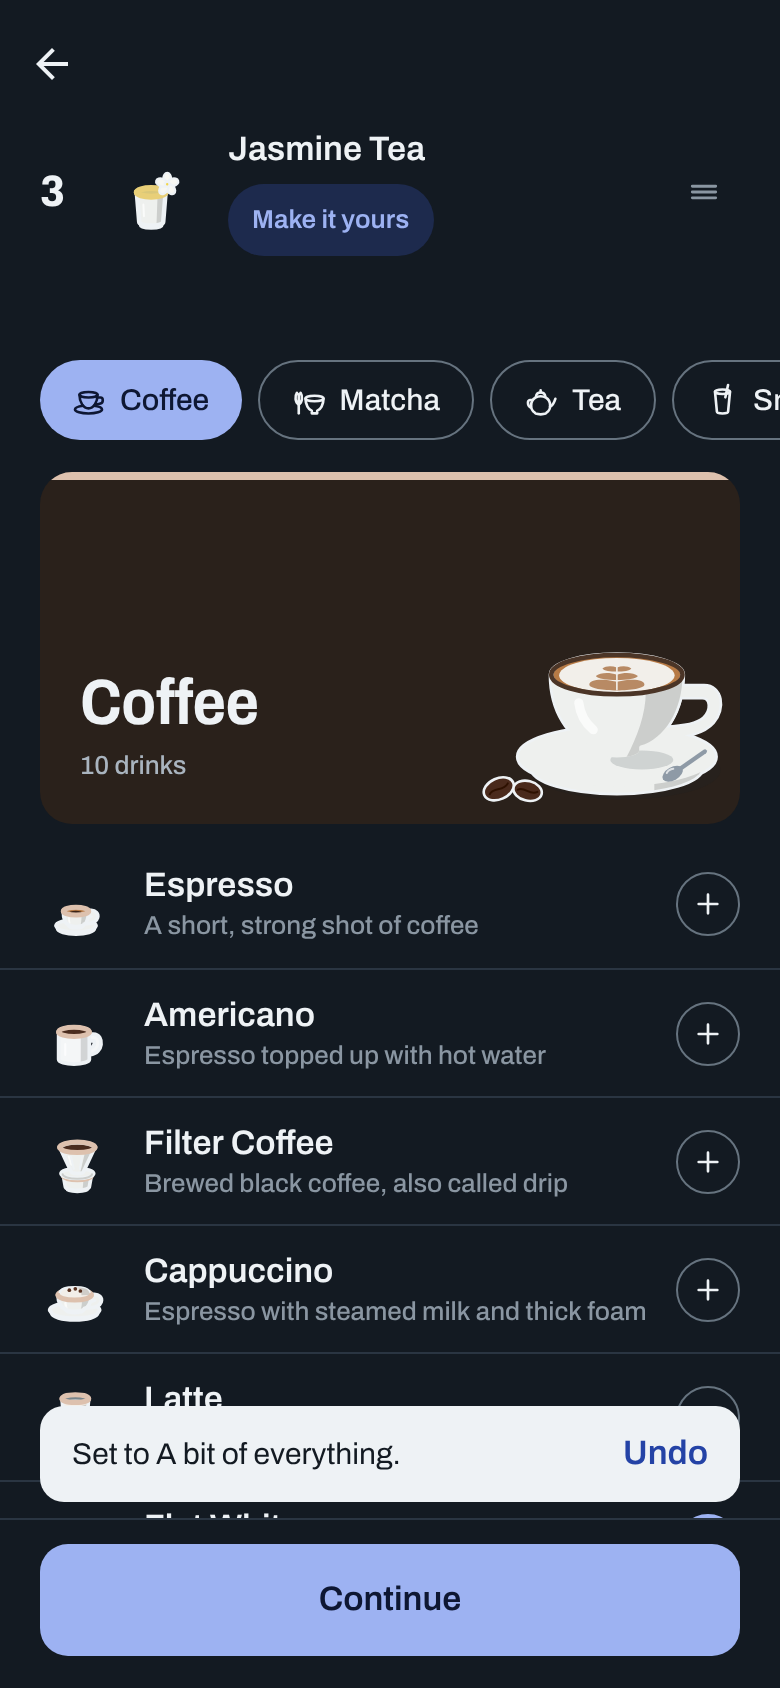 3
Jasmine Tea
Make it yours
Coffee
Matcha
Tea
Coffee
10 drinks
Espresso
A short, strong shot of coffee
Americano
Espresso topped up with hot water
Filter Coffee
Brewed black coffee, also called drip
Cappuccino
Espresso with steamed milk and thick foam
Latte
Set to A bit of everything.
Undo
Continue